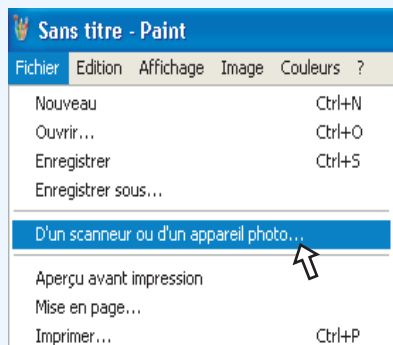 Sans titre - Paint
Fichier Edition Affichage Image Couleurs ?
Nouveau Ctrl+N
Ouvrir... Ctrl+O
Enregistrer Ctrl+S
Enregistrer sous...
D'un scanneur ou d'un appareil photo...
Aperçu avant impression
Mise en page...
Imprimer... Ctrl+P